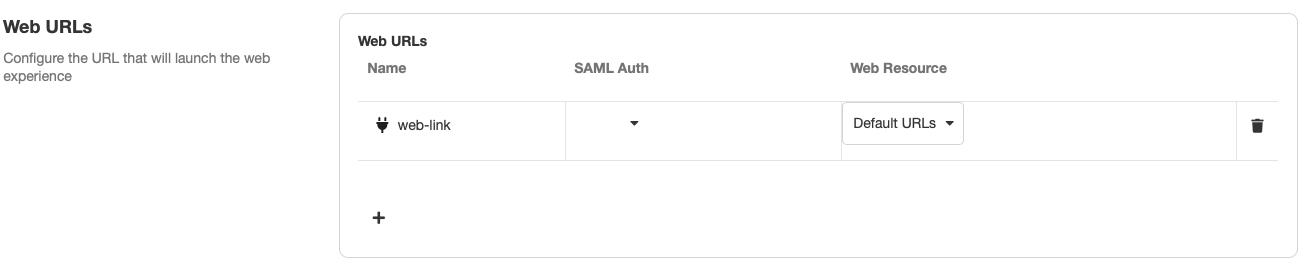 Web URLs
Configure the URL that will launch the web
experience
Web URLs
Name SAML Auth Web Resource
web-link Default URLs